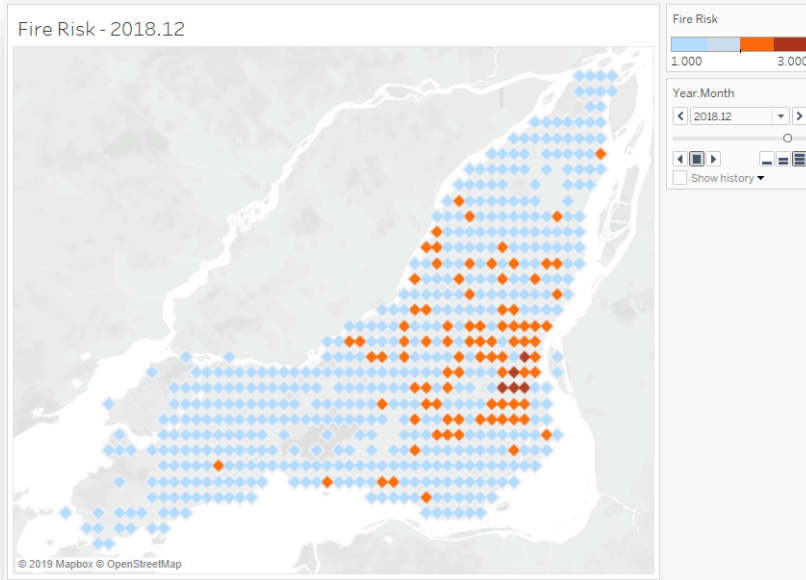 Fire Risk - 2018.12
Fire Risk
1.000 3.000
Year.Month
2018.12
Show history
© 2019 Mapbox © OpenStreetMap